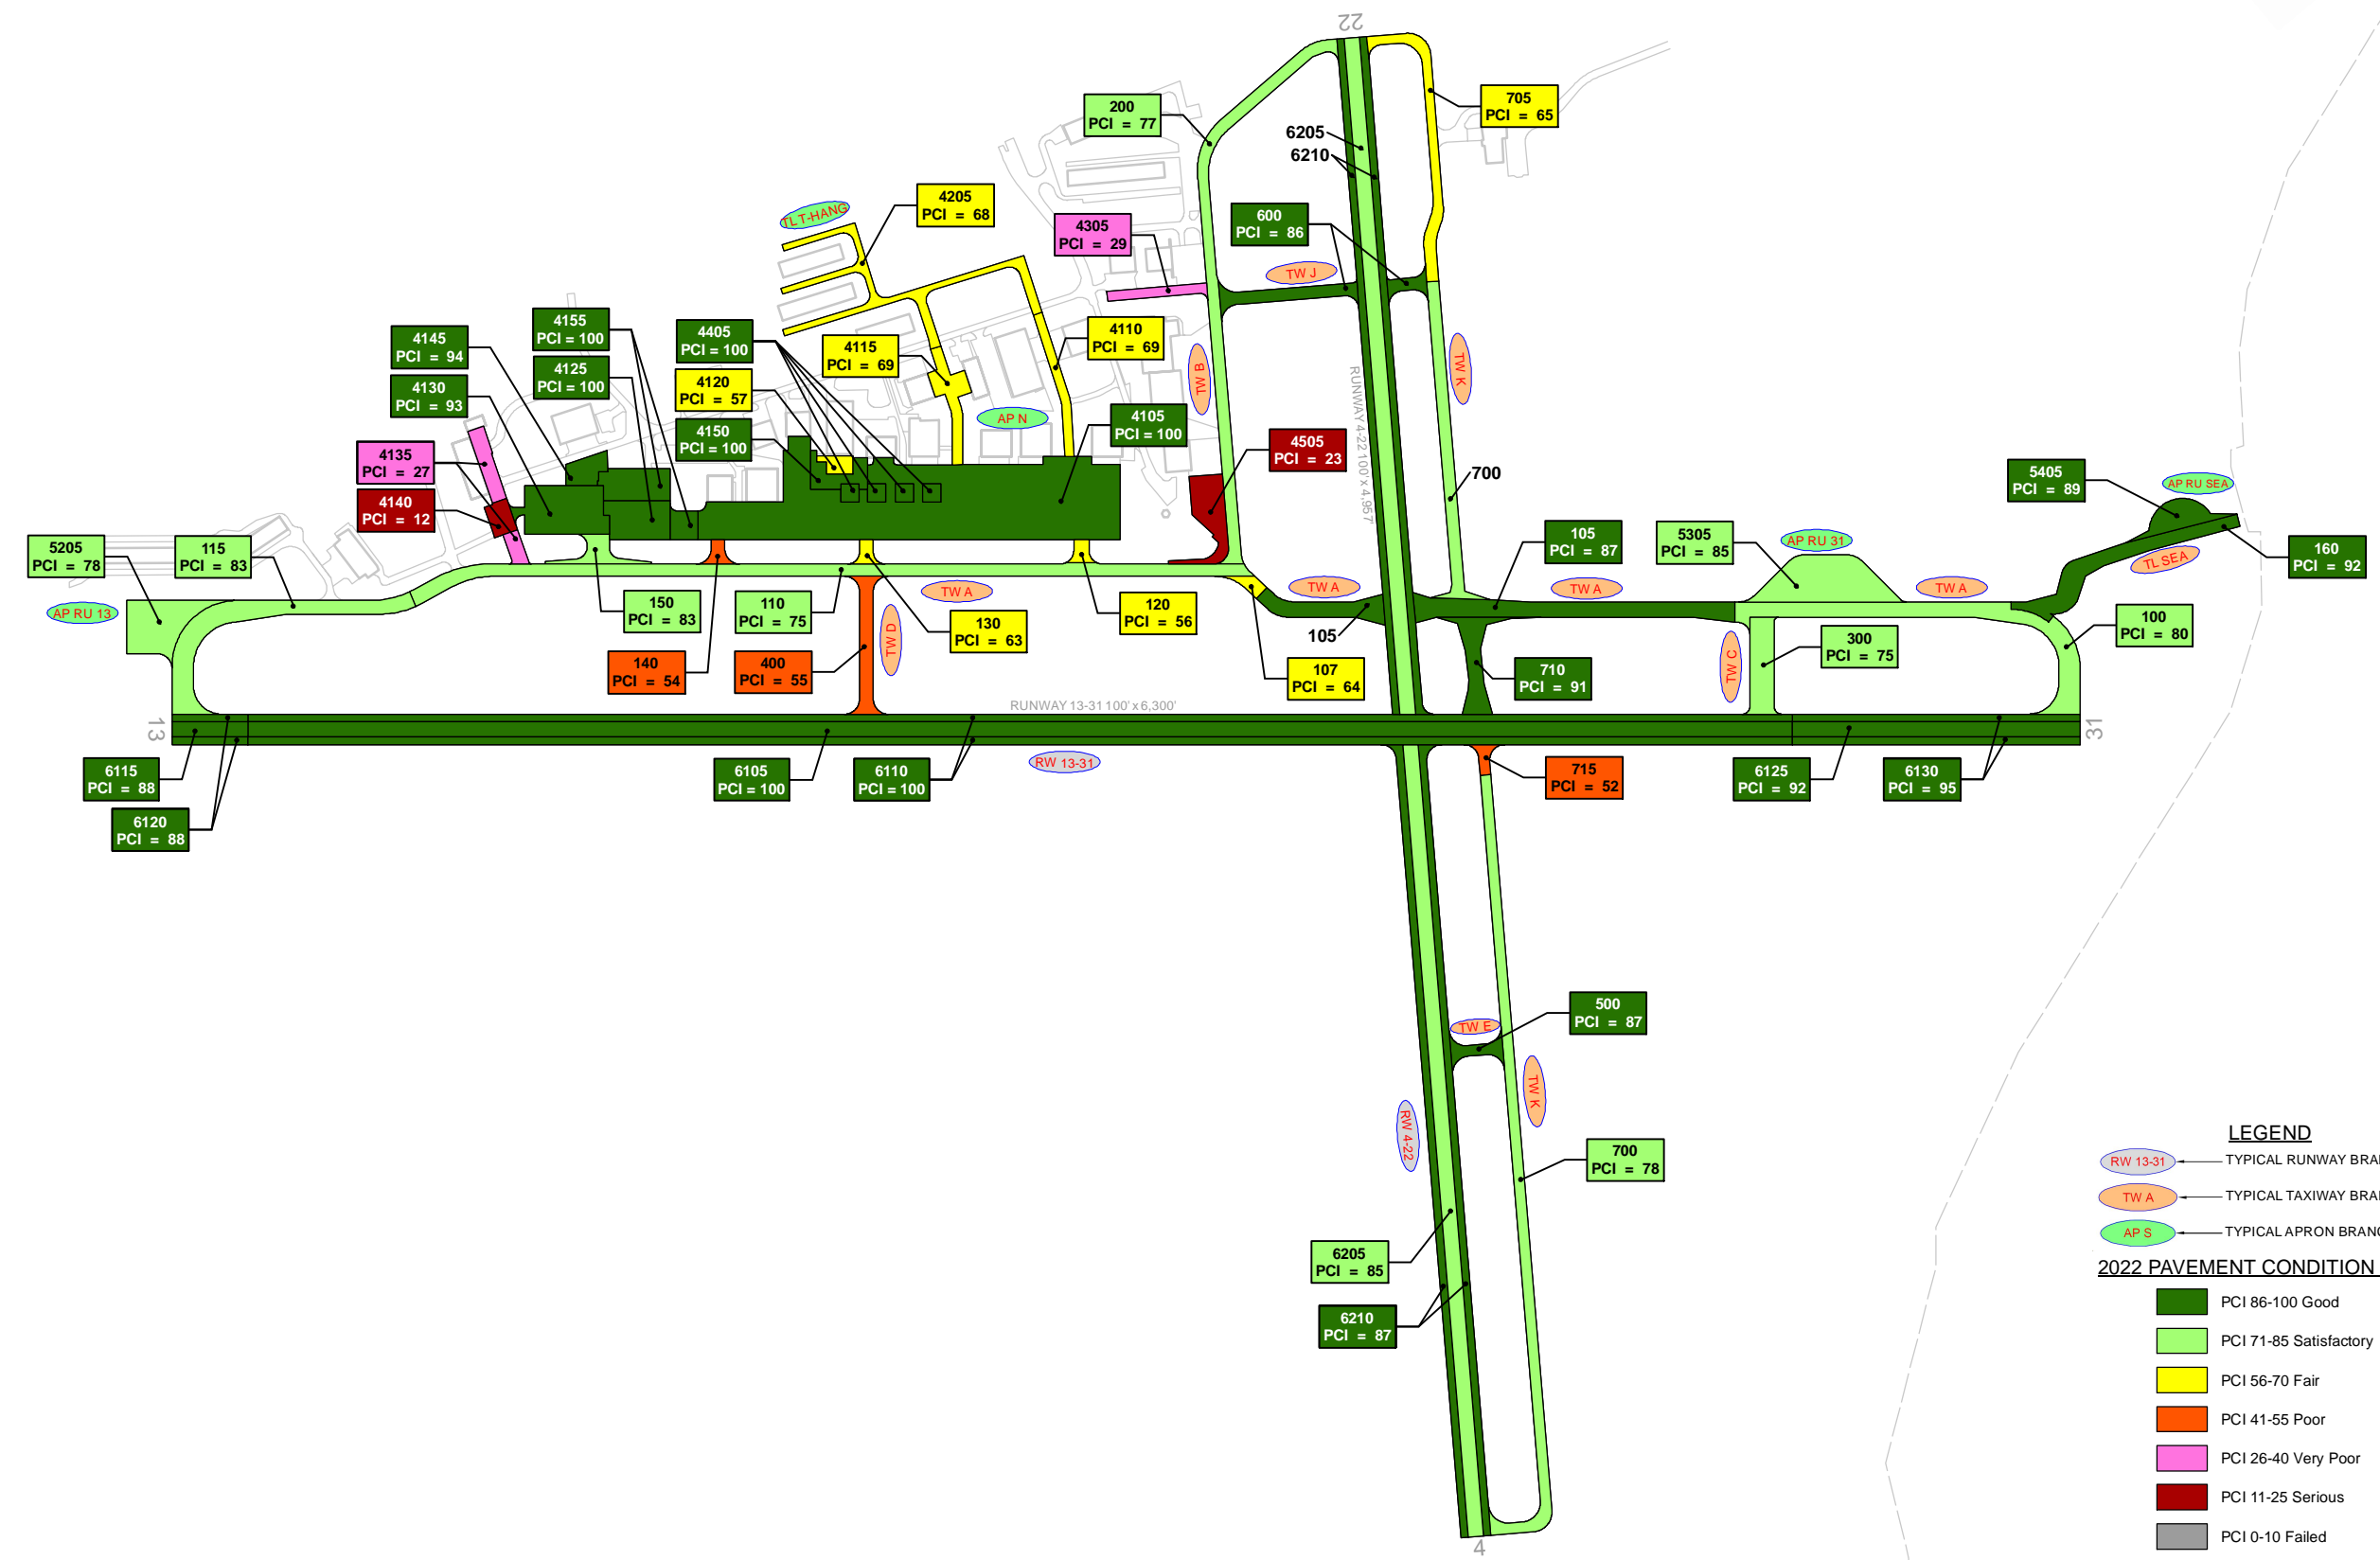 22
200
PCI = 77
705
PCI = 65
6205
6210
4205
PCI = 68
TL T-HANG
4305
PCI = 29
600
PCI = 86
TW J
4145
PCI = 94
4155
PCI = 100
4405
PCI = 100
4115
PCI = 69
4110
PCI = 69
4130
PCI = 93
4125
PCI = 100
4120
PCI = 57
TW B
TW K
RUNWAY 4-22 100' x 4,957'
4150
PCI = 100
AP N
4105
PCI = 100
4135
PCI = 27
4505
PCI = 23
700
4140
PCI = 12
5405
PCI = 89
AP RU SEA
5205
PCI = 78
115
PCI = 83
105
PCI = 87
5305
PCI = 85
AP RU 31
160
PCI = 92
TL SEA
AP RU 13
150
PCI = 83
110
PCI = 75
TW A
TW D
130
PCI = 63
120
PCI = 56
TW A
TW A
TW A
105
100
PCI = 80
300
PCI = 75
TW C
140
PCI = 54
400
PCI = 55
107
PCI = 64
710
PCI = 91
RUNWAY 13-31 100' x 6,300'
13
31
RW 13-31
6115
PCI = 88
6105
PCI = 100
6110
PCI = 100
715
PCI = 52
6125
PCI = 92
6130
PCI = 95
6120
PCI = 88
500
PCI = 87
TW E
TW K
RW 4-22
700
PCI = 78
6205
PCI = 85
6210
PCI = 87
4
LEGEND
RW 13-31 TYPICAL RUNWAY
TW A TYPICAL TAXIWAY
AP S TYPICAL APRON
2022 PAVEMENT CONDITION
PCI 86-100 Good
PCI 71-85 Satisfactory
PCI 56-70 Fair
PCI 41-55 Poor
PCI 26-40 Very Poor
PCI 11-25 Serious
PCI 0-10 Failed